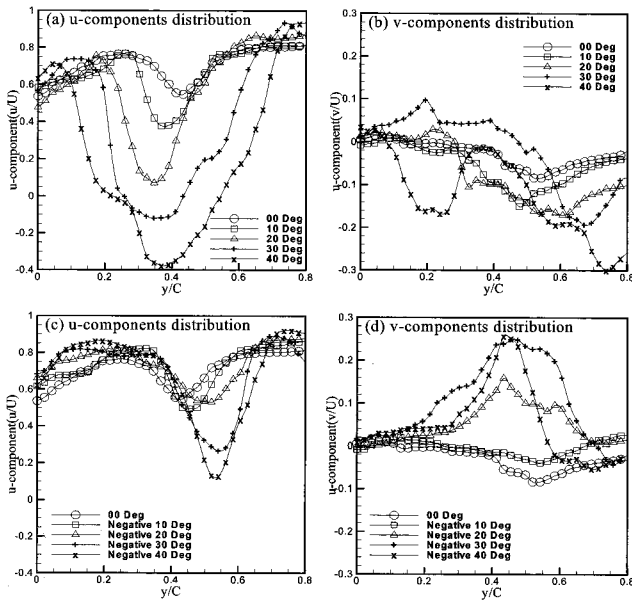 (a) u-components distribution
u-component(u/U)
1
0.8
0.6
0.4
0.2
0
-0.2
-0.4
00 Deg
10 Deg
20 Deg
30 Deg
40 Deg
0 0.2 0.4 0.6 0.8
y/C
(b) v-components distribution
v-component(v/U)
0.3
0.2
0.1
0
-0.1
-0.2
-0.3
00 Deg
10 Deg
20 Deg
30 Deg
40 Deg
0 0.2 0.4 0.6 0.8
y/C
(c) u-components distribution
u-component(u/U)
1
0.8
0.6
0.4
0.2
0
-0.2
-0.4
00 Deg
Negative 10 Deg
Negative 20 Deg
Negative 30 Deg
Negative 40 Deg
0 0.2 0.4 0.6 0.8
y/C
(d) v-components distribution
v-component(v/U)
0.3
0.2
0.1
0
-0.1
-0.2
-0.3
00 Deg
Negative 10 Deg
Negative 20 Deg
Negative 30 Deg
Negative 40 Deg
0 0.2 0.4 0.6 0.8
y/C